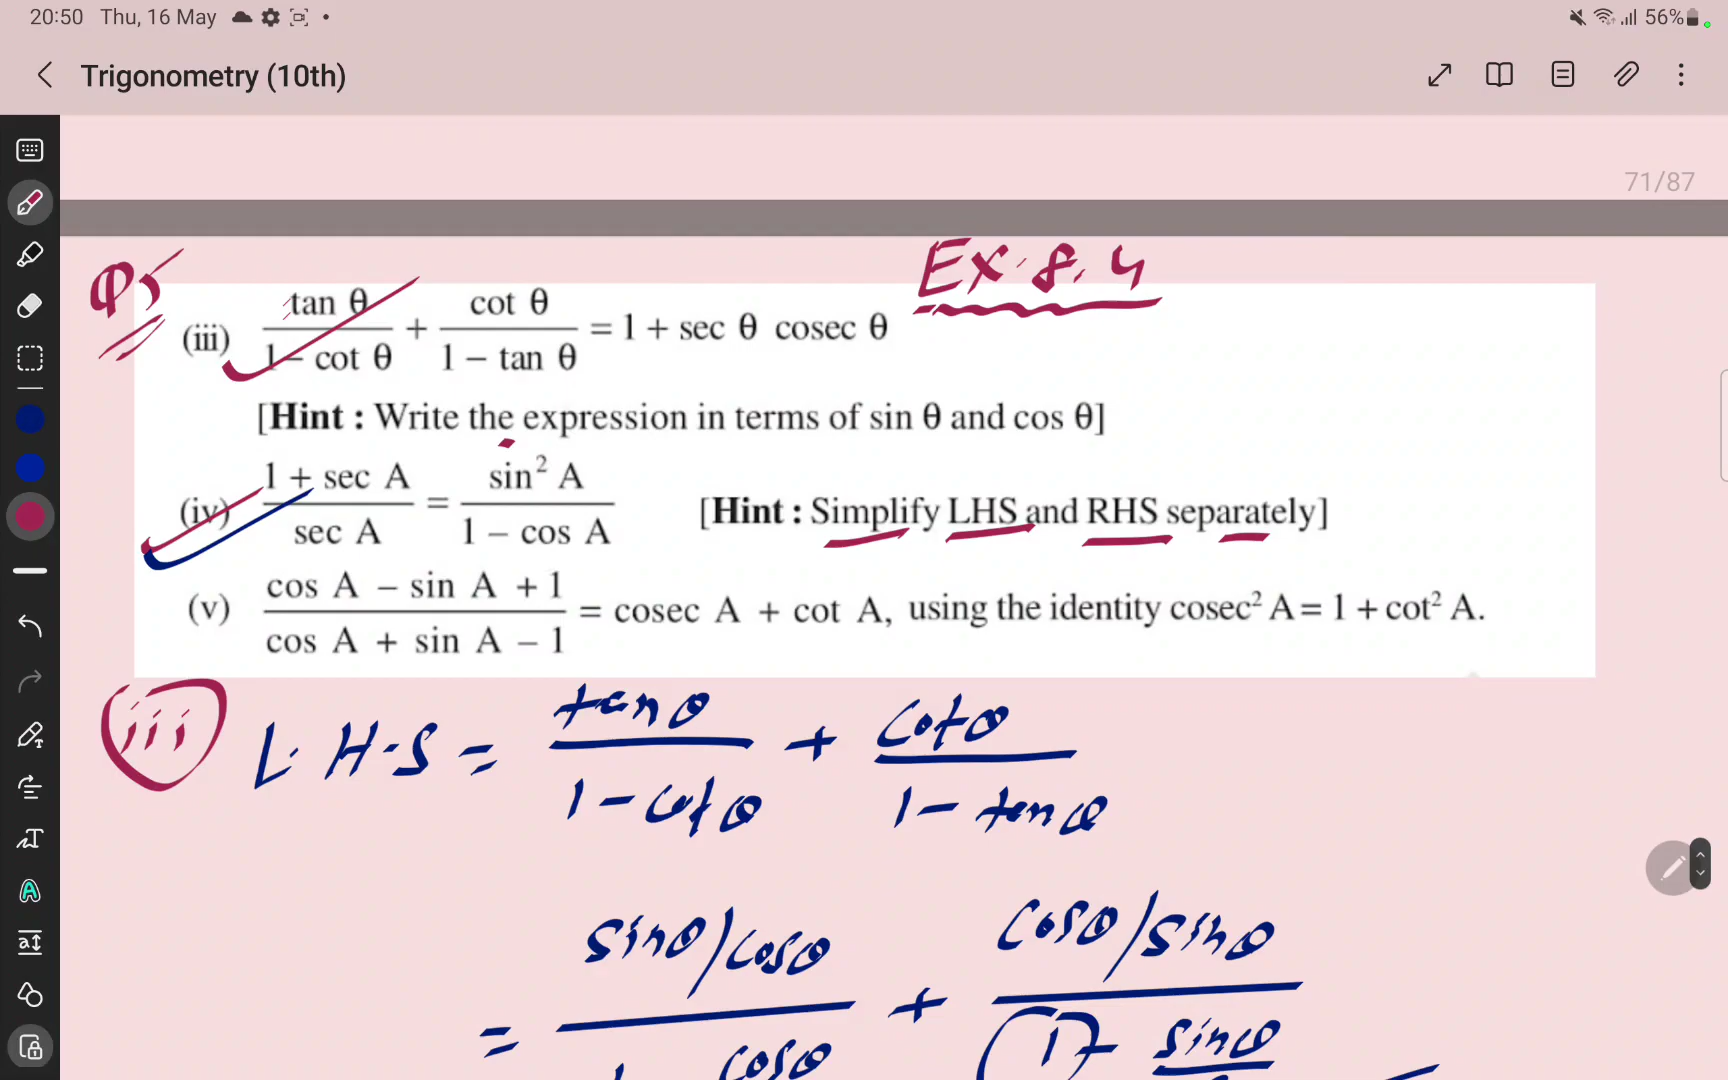 20:50 Thu, 16 May 56%
Trigonometry (10th)
71/87
Q5 Ex. 8.4
(iii) tan θ / 1 − cot θ + cot θ / 1 − tan θ = 1 + sec θ cosec θ
[Hint : Write the expression in terms of sin θ and cos θ]
(iv) 1 + sec A / sec A = sin² A / 1 − cos A [Hint : Simplify LHS and RHS separately]
(v) cos A − sin A + 1 / cos A + sin A − 1 = cosec A + cot A, using the identity cosec² A = 1 + cot² A.
iii L.H.S = tanθ / 1 − cotθ + cotθ / 1 − tanθ
= sinθ/cosθ / cosθ + cosθ/sinθ / 1 − sinθ